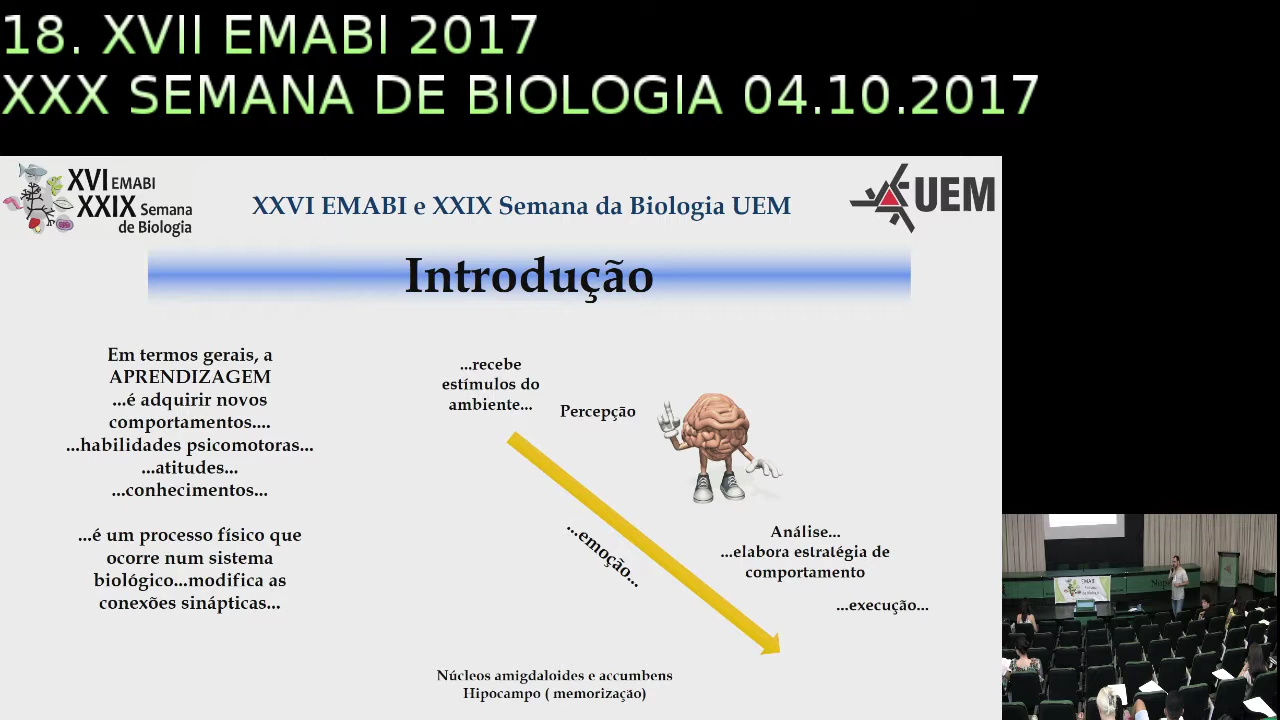 18. XVII EMABI 2017
XXX SEMANA DE BIOLOGIA 04.10.2017
XVI EMABI
XXIX Semana
de Biologia
XXVI EMABI e XXIX Semana da Biologia UEM
UEM
Introdução
Em termos gerais, a
APRENDIZAGEM
...é adquirir novos
comportamentos....
...habilidades psicomotoras...
...atitudes...
...conhecimentos...
...é um processo físico que
ocorre num sistema
biológico...modifica as
conexões sinápticas...
...recebe
estímulos do
ambiente...
Percepção
...emoção...
Análise...
...elabora estratégia de
comportamento
...execução...
Núcleos amigdaloides e accumbens
Hipocampo ( memorização)
EMABI